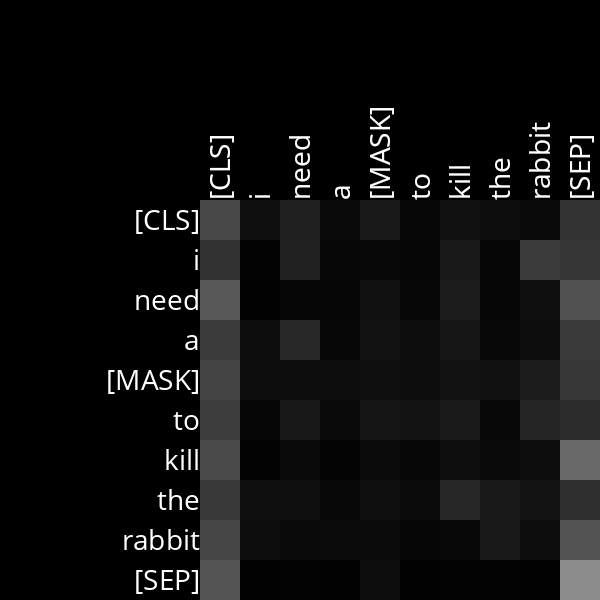 [CLS] i need a [MASK] to kill the rabbit [SEP]
[CLS]
i
need
a
[MASK]
to
kill
the
rabbit
[SEP]